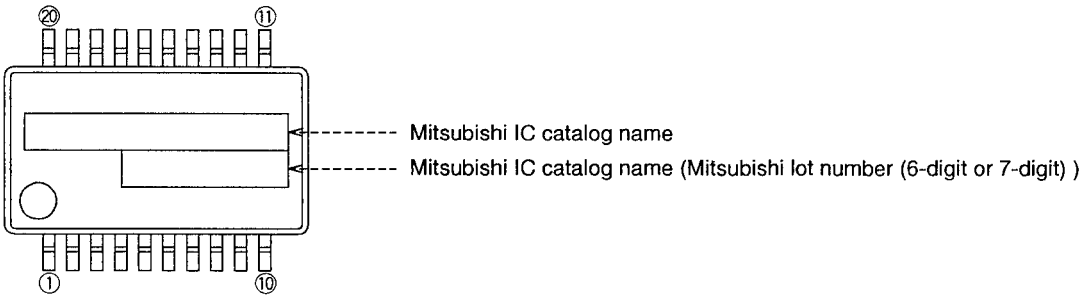 ⑳ ⑪
Mitsubishi IC catalog name
Mitsubishi IC catalog name (Mitsubishi lot number (6-digit or 7-digit) )
① ⑩